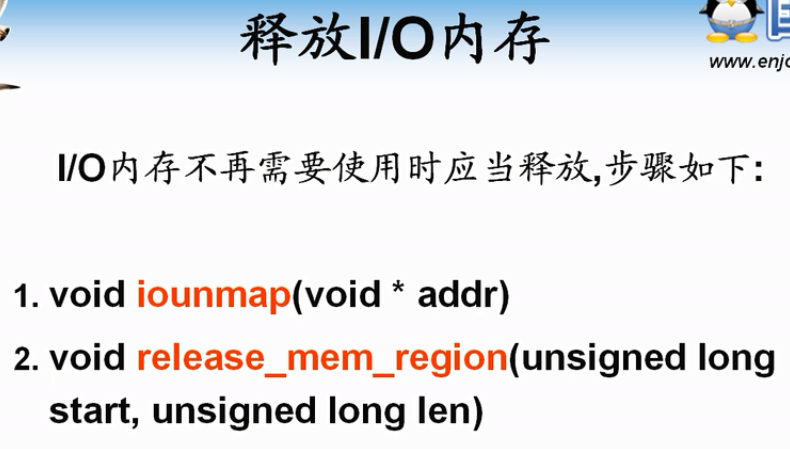 释放I/O内存
www.enjo
I/O内存不再需要使用时应当释放,步骤如下:
1. void iounmap(void * addr)
2. void release_mem_region(unsigned long
start, unsigned long len)